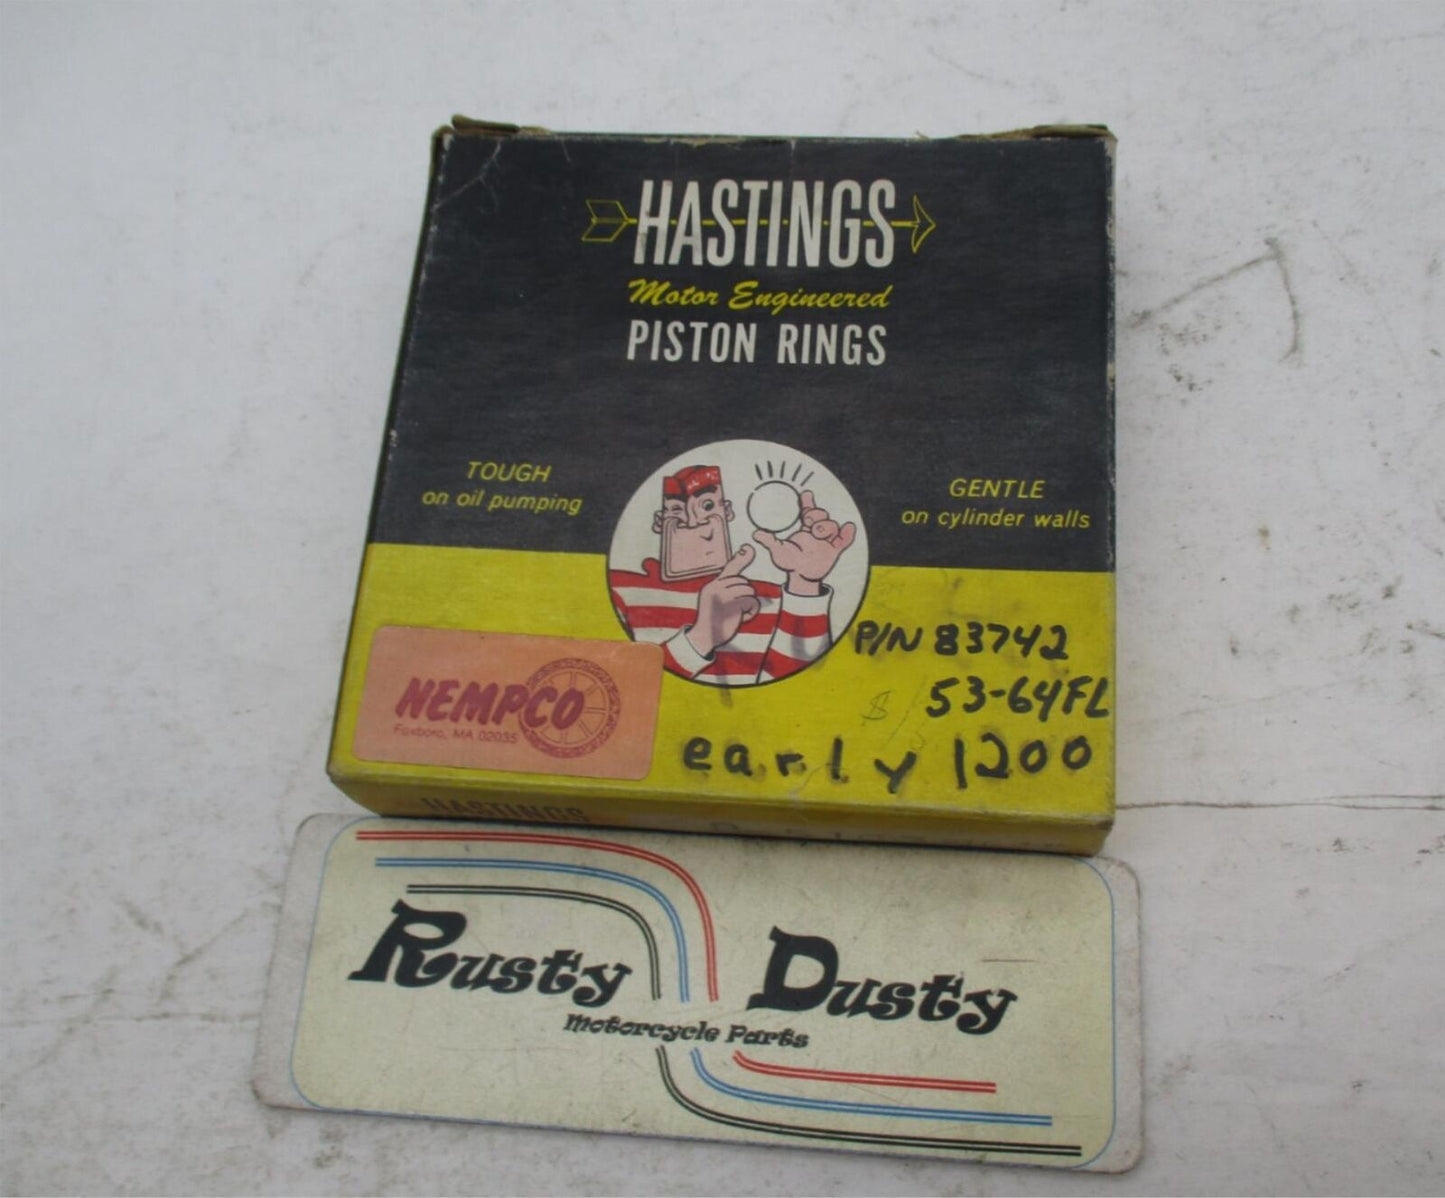 HASTINGS
Motor Engineered
PISTON RINGS
TOUGH
on oil pumping
GENTLE
on cylinder walls
P/N 83742
$ 53-64FL
early 1200
NEMPCO
Foxboro, MA 02035
HASTINGS
Rusty Dusty
Motorcycle Parts